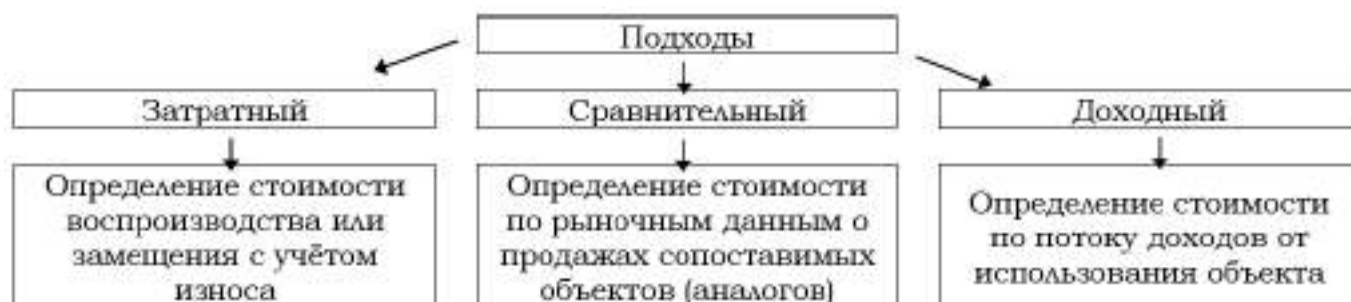 Подходы
Затратный
Сравнительный
Доходный
Определение стоимости
воспроизводства или
замещения с учётом
износа
Определение стоимости
по рыночным данным о
продажах сопоставимых
объектов (аналогов)
Определение стоимости
по потоку доходов от
использования объекта